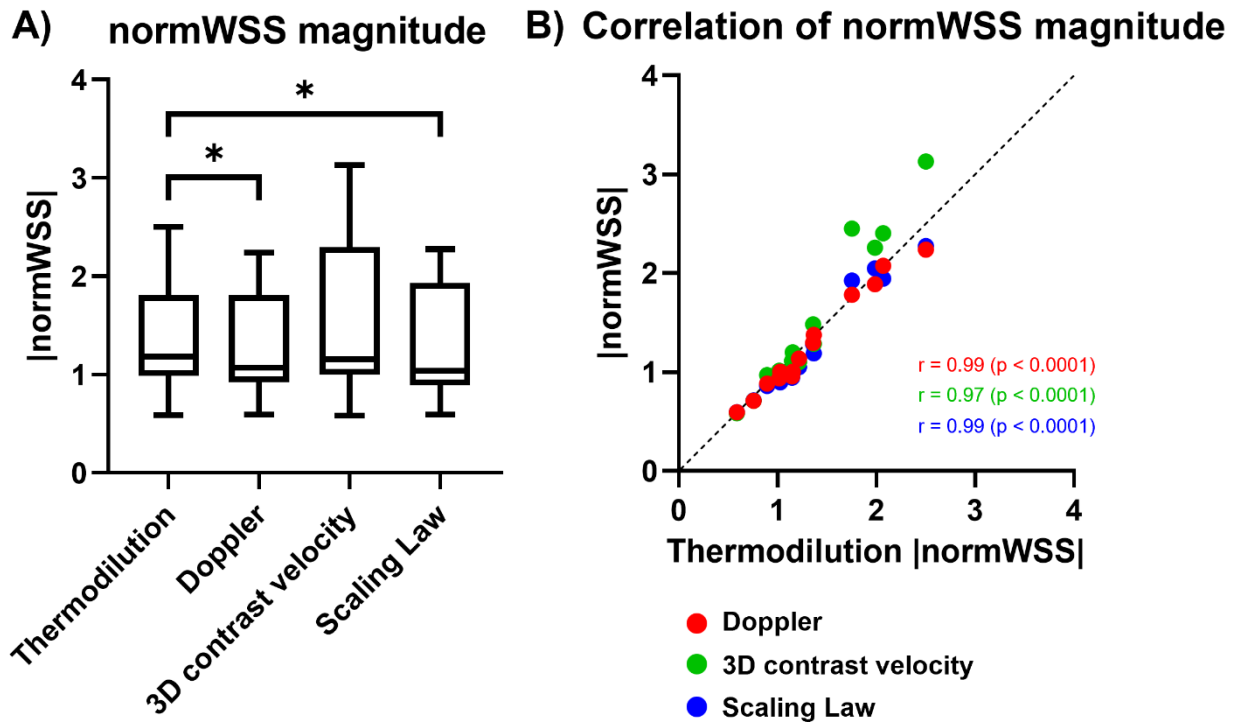 A) normWSS magnitude
|normWSS|
4
3
2
1
0
*
*
Thermodilution
Doppler
3D contrast velocity
Scaling Law
B) Correlation of normWSS magnitude
|normWSS|
4
3
2
1
0
r = 0.99 (p < 0.0001)
r = 0.97 (p < 0.0001)
r = 0.99 (p < 0.0001)
0 1 2 3 4
Thermodilution |normWSS|
Doppler
3D contrast velocity
Scaling Law